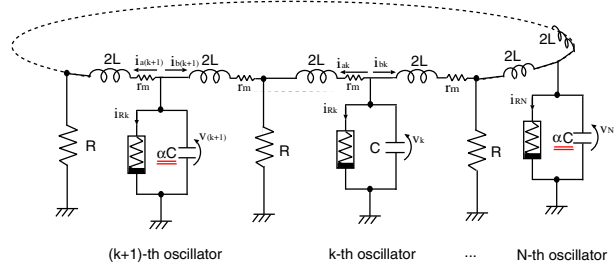 2L
2L i_a(k+1) i_b(k+1) 2L 2L i_ak i_bk 2L 2L
r_m r_m r_m r_m
i_Rk v_(k+1) i_Rk v_k i_RN v_N
R αC R C R αC
(k+1)-th oscillator k-th oscillator ... N-th oscillator